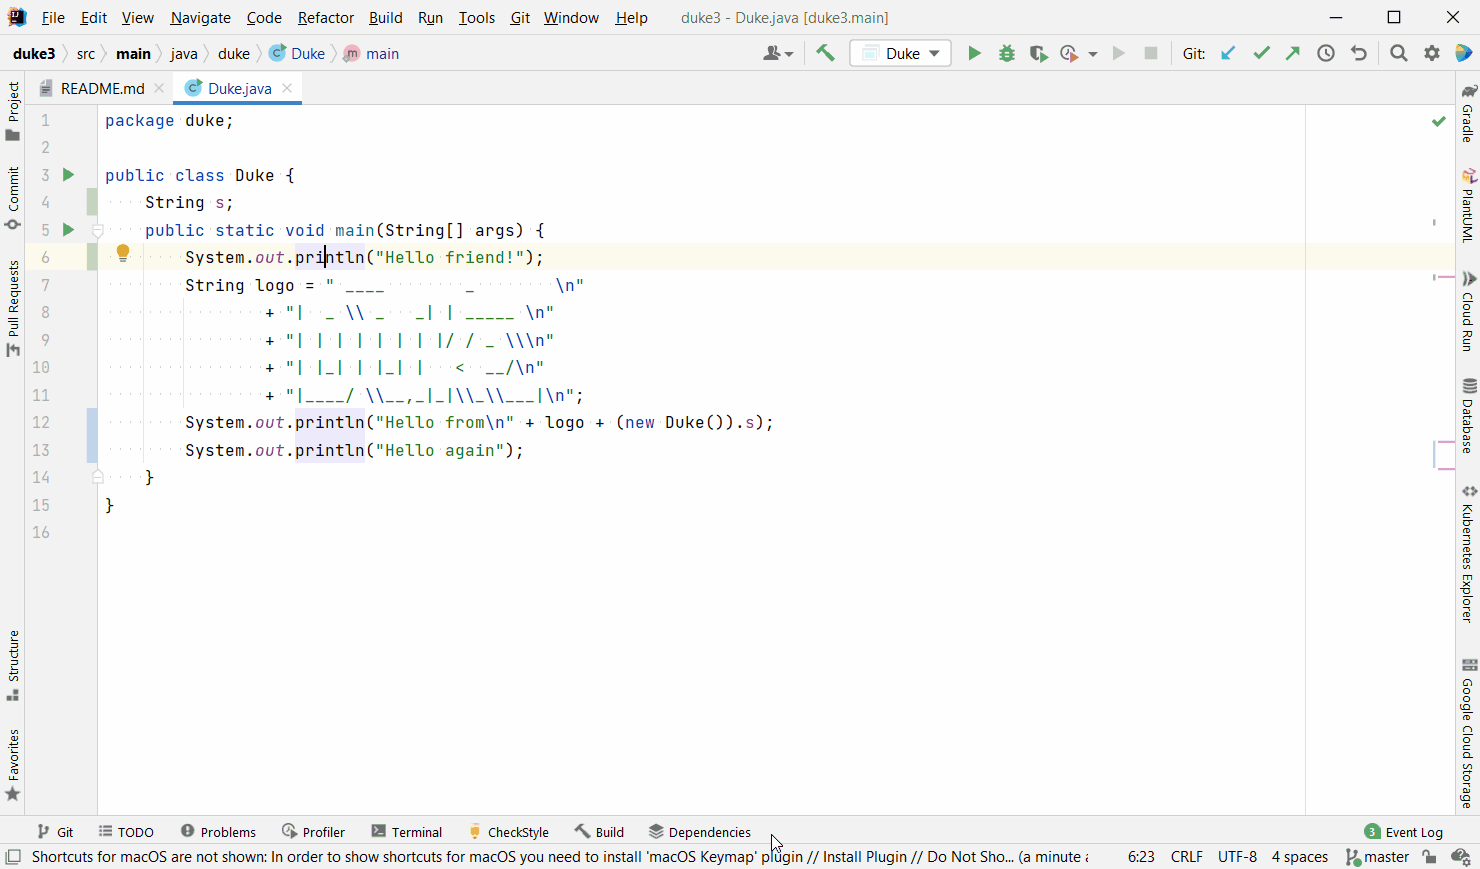 File Edit View Navigate Code Refactor Build Run Tools Git Window Help duke3 - Duke.java [duke3.main]
duke3 src main java duke Duke main Duke Git:
README.md Duke.java
1 package duke;
2
3 public class Duke {
4 String s;
5 public static void main(String[] args) {
6 System.out.println("Hello friend!");
7 String logo = " ____        _        \n"
8 + "|  _ \\ _   _| | _____ \n"
9 + "| | | | | | | |/ / _ \\\n"
10 + "| |_| | |_| |   <  __/\n"
11 + "|____/ \\__,_|_|\\_\\___|\n";
12 System.out.println("Hello from\n" + logo + (new Duke()).s);
13 System.out.println("Hello again");
14 }
15 }
16
Project
Commit
Pull Requests
Structure
Favorites
Gradle
PlantUML
Cloud Run
Database
Kubernetes Explorer
Google Cloud Storage
Git TODO Problems Profiler Terminal CheckStyle Build Dependencies 3 Event Log
Shortcuts for macOS are not shown: In order to show shortcuts for macOS you need to install 'macOS Keymap' plugin // Install Plugin // Do Not Sho... (a minute a 6:23 CRLF UTF-8 4 spaces master